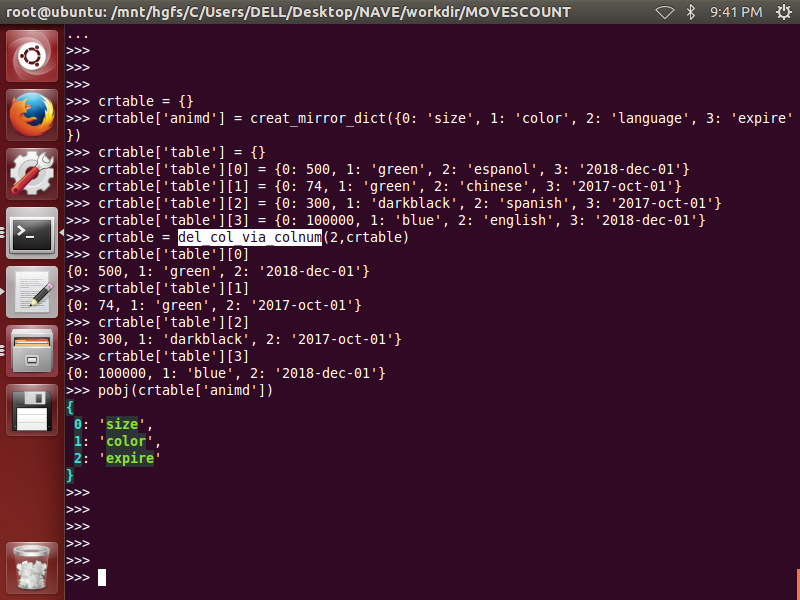 root@ubuntu: /mnt/hgfs/C/Users/DELL/Desktop/NAVE/workdir/MOVESCOUNT 9:41 PM
...
>>>
>>>
>>>
>>> crtable = {}
>>> crtable['animd'] = creat_mirror_dict({0: 'size', 1: 'color', 2: 'language', 3: 'expire'
})
>>> crtable['table'] = {}
>>> crtable['table'][0] = {0: 500, 1: 'green', 2: 'espanol', 3: '2018-dec-01'}
>>> crtable['table'][1] = {0: 74, 1: 'green', 2: 'chinese', 3: '2017-oct-01'}
>>> crtable['table'][2] = {0: 300, 1: 'darkblack', 2: 'spanish', 3: '2017-oct-01'}
>>> crtable['table'][3] = {0: 100000, 1: 'blue', 2: 'english', 3: '2018-dec-01'}
>>> crtable = del_col_via_colnum(2,crtable)
>>> crtable['table'][0]
{0: 500, 1: 'green', 2: '2018-dec-01'}
>>> crtable['table'][1]
{0: 74, 1: 'green', 2: '2017-oct-01'}
>>> crtable['table'][2]
{0: 300, 1: 'darkblack', 2: '2017-oct-01'}
>>> crtable['table'][3]
{0: 100000, 1: 'blue', 2: '2018-dec-01'}
>>> pobj(crtable['animd'])
{
0: 'size',
1: 'color',
2: 'expire'
}
>>>
>>>
>>>
>>>
>>>
>>>